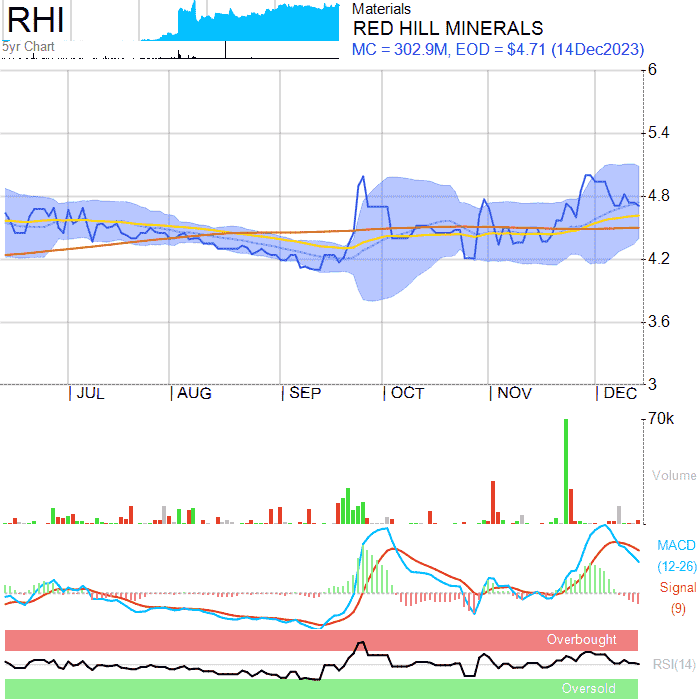 RHI
5yr Chart
Materials
RED HILL MINERALS
MC = 302.9M, EOD = $4.71 (14Dec2023)
6
5.4
4.8
4.2
3.6
3
JUL AUG SEP OCT NOV DEC
70k
Volume
MACD
(12-26)
Signal
(9)
Overbought
RSI(14)
Oversold